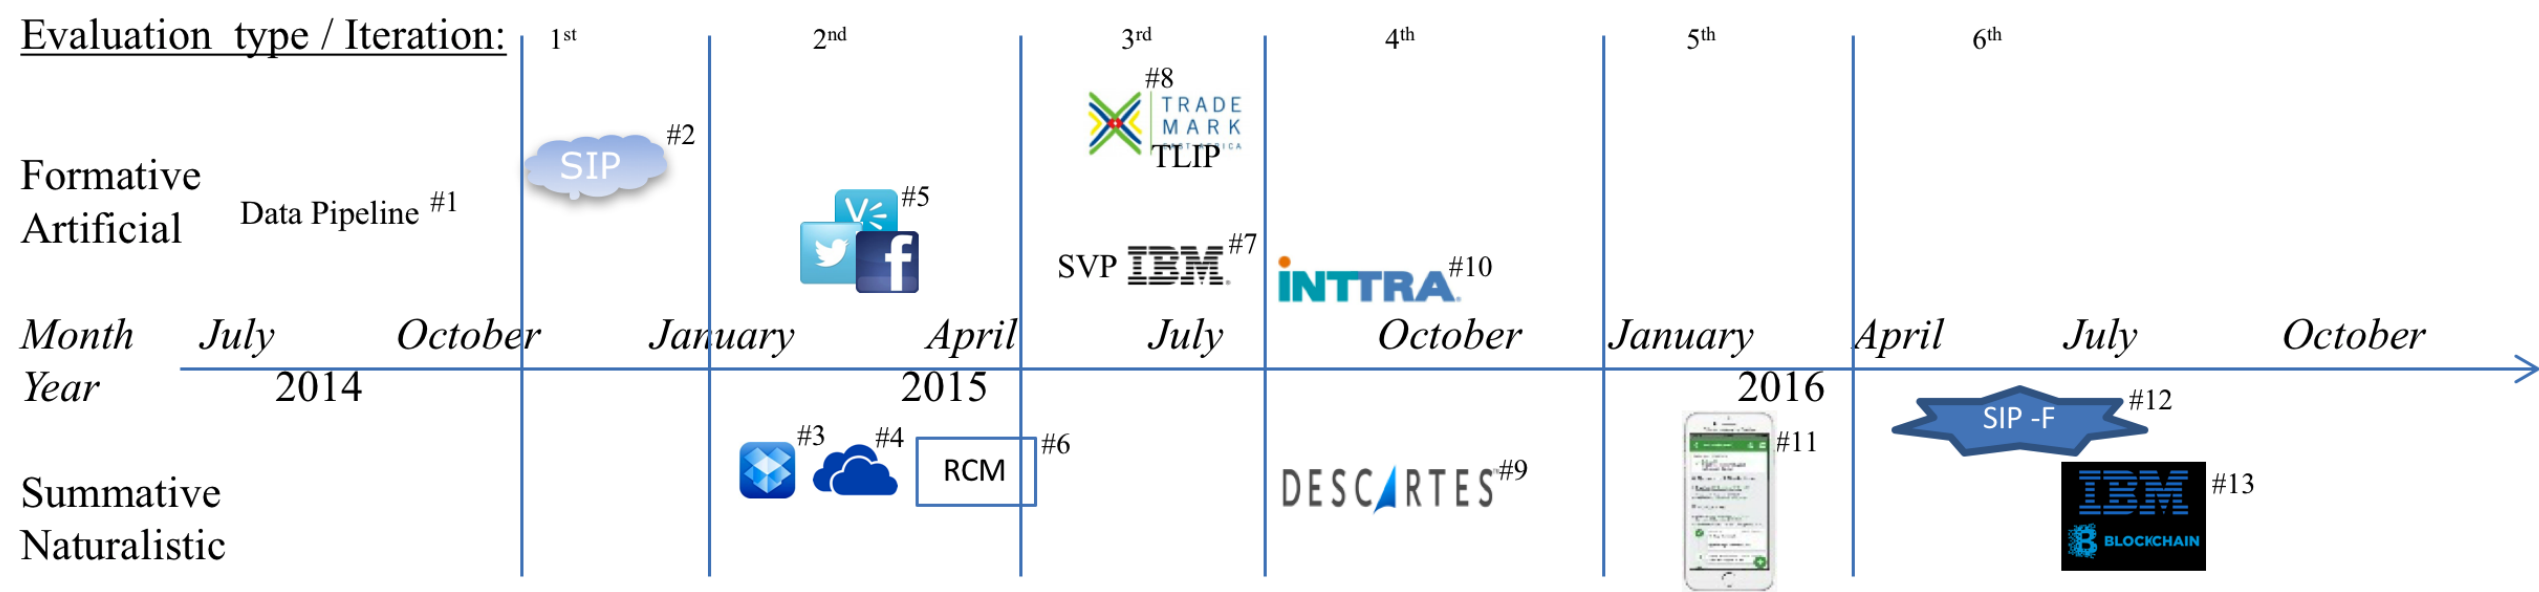 Evaluation type / Iteration:
1st
2nd
3rd
4th
5th
6th
#8
TRADE
MARK
EAST AFRICA
TLIP
SIP
#2
Formative
Artificial
Data Pipeline #1
#5
SVP IBM #7
INTTRA #10
Month July October January April July October January April July October
Year 2014 2015 2016
#3
#4
RCM
#6
DESCARTES #9
#11
SIP -F
#12
Summative
Naturalistic
IBM
BLOCKCHAIN
#13